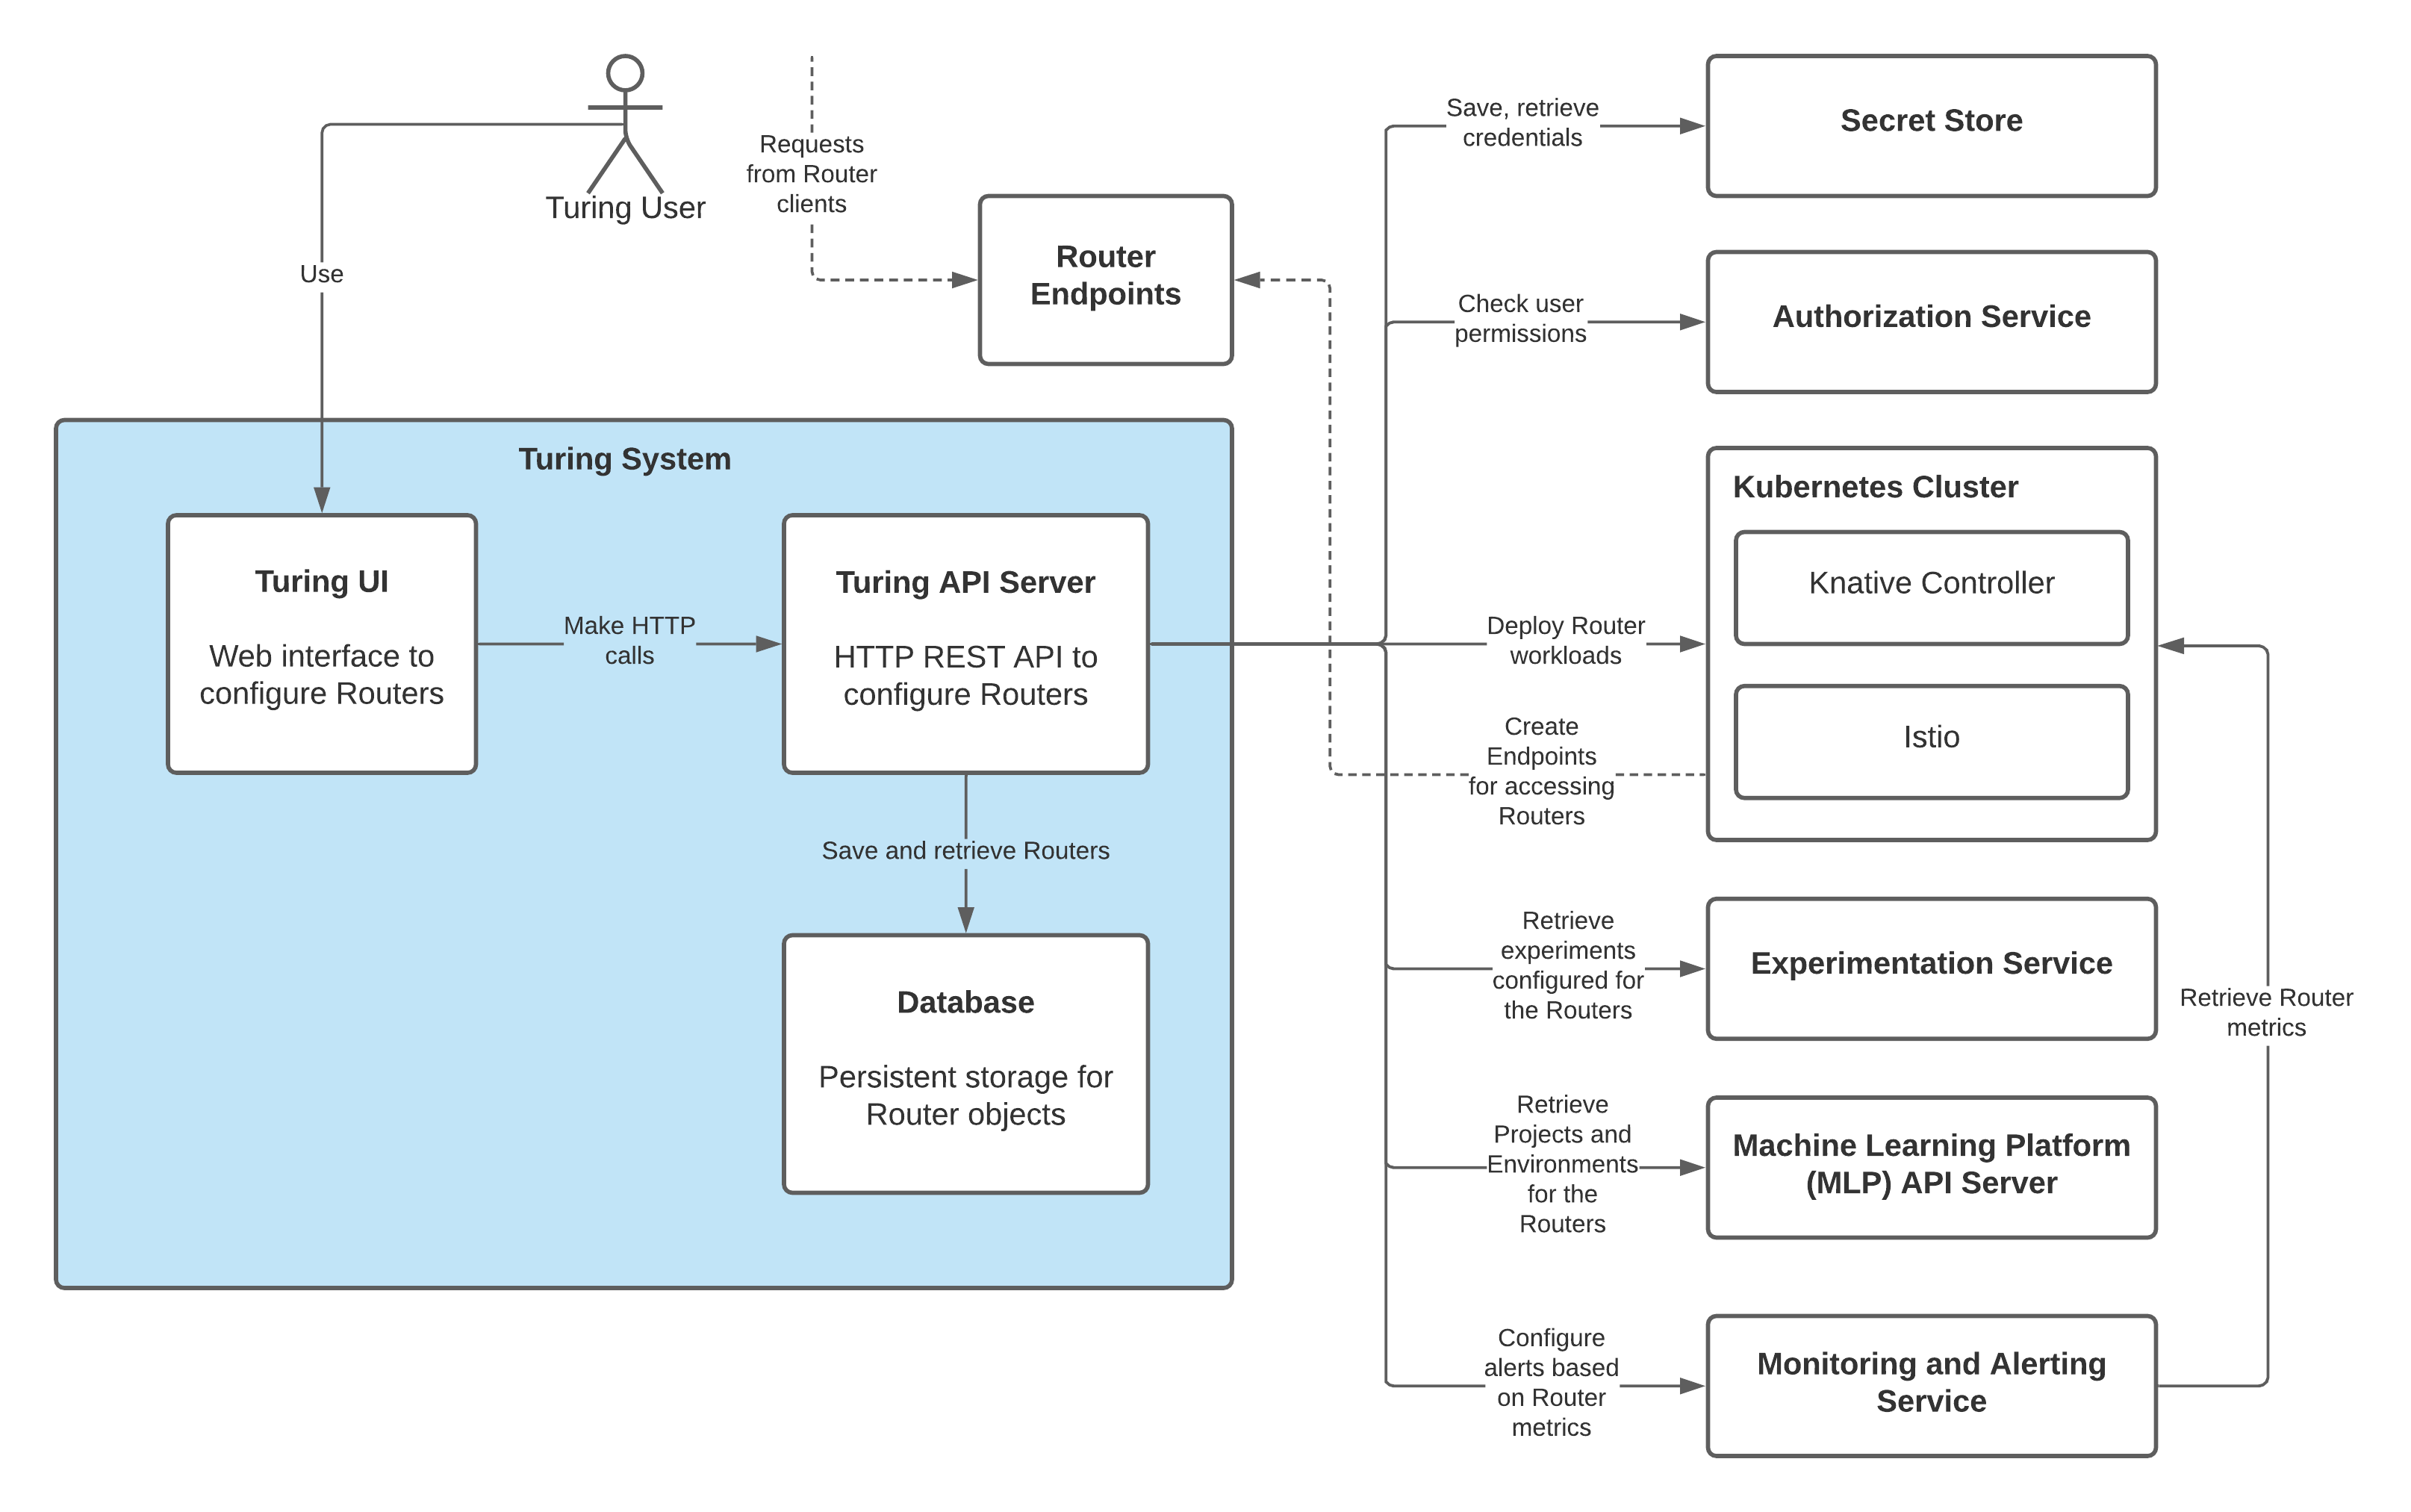 Turing User
Requests
from Router
clients
Use
Router
Endpoints
Turing System
Turing UI
Web interface to
configure Routers
Make HTTP
calls
Turing API Server
HTTP REST API to
configure Routers
Save and retrieve Routers
Database
Persistent storage for
Router objects
Save, retrieve
credentials
Secret Store
Check user
permissions
Authorization Service
Deploy Router
workloads
Kubernetes Cluster
Knative Controller
Istio
Create
Endpoints
for accessing
Routers
Retrieve
experiments
configured for
the Routers
Experimentation Service
Retrieve Router
metrics
Retrieve
Projects and
Environments
for the
Routers
Machine Learning Platform
(MLP) API Server
Configure
alerts based
on Router
metrics
Monitoring and Alerting
Service